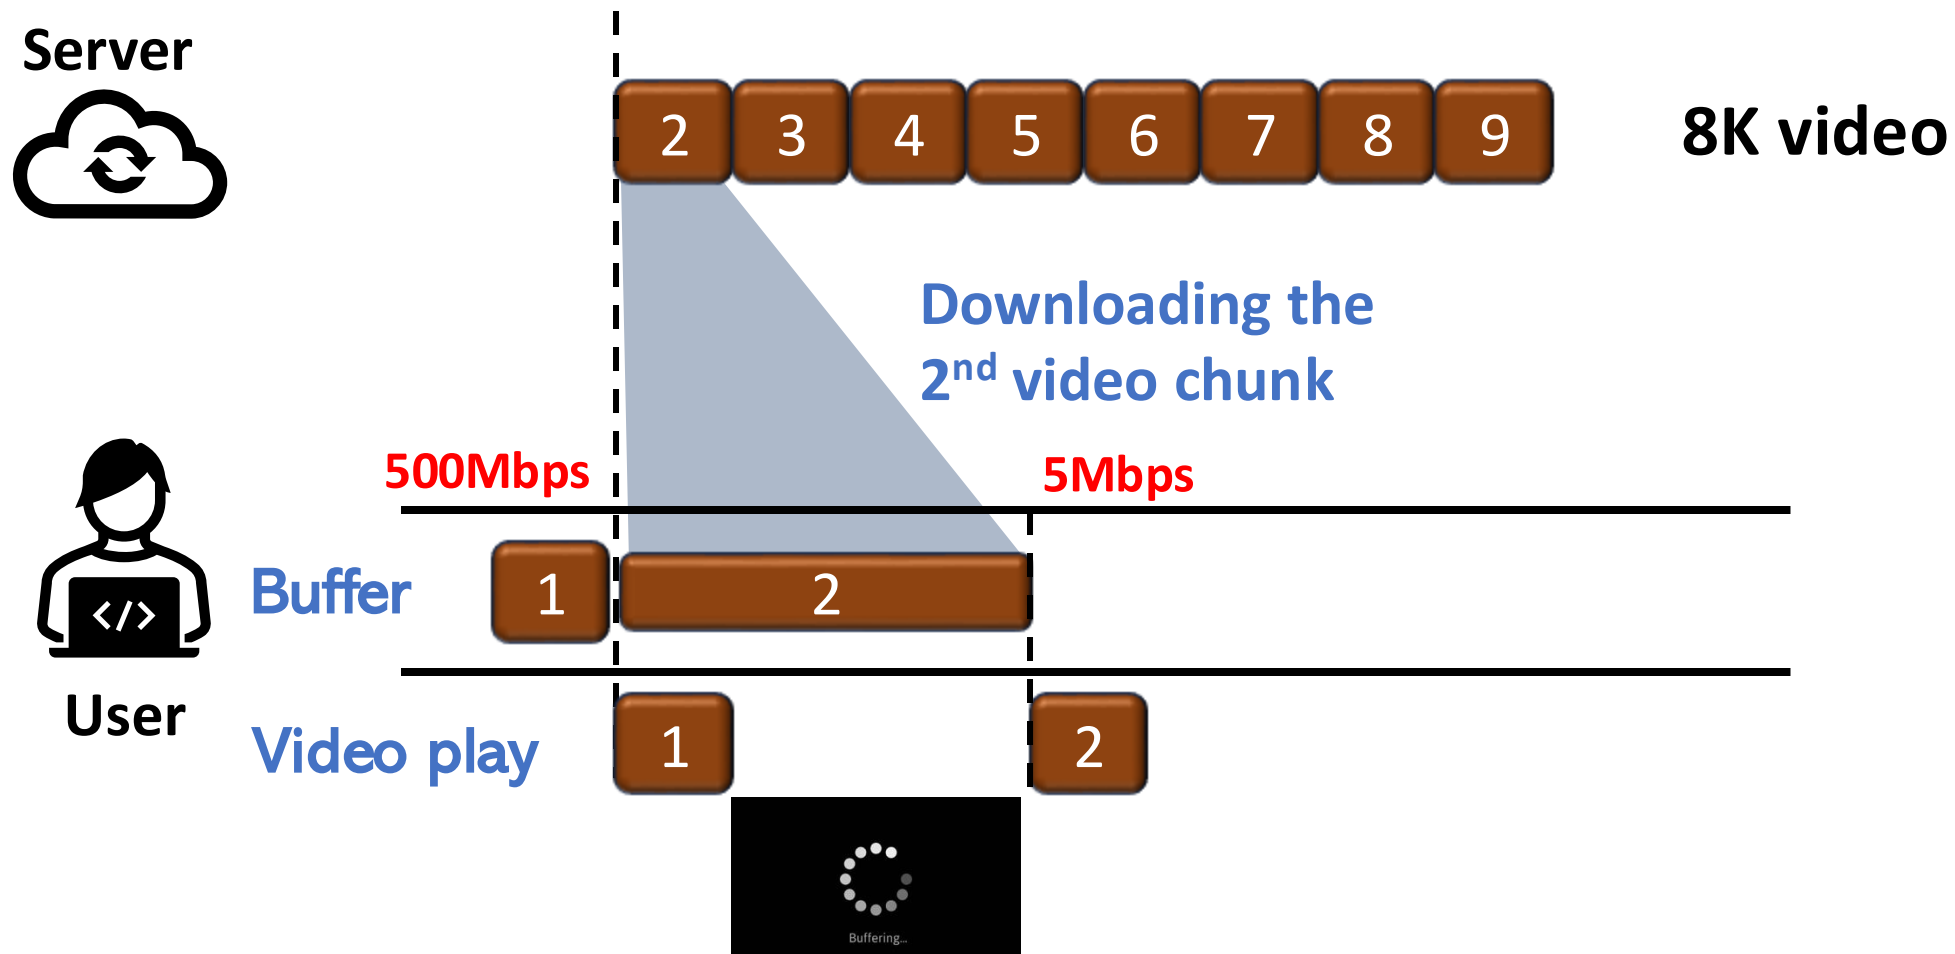 Server
2 3 4 5 6 7 8 9
8K video
Downloading the
2nd video chunk
500Mbps
5Mbps
Buffer
1
2
</>
User
Video play
1
2
Buffering...